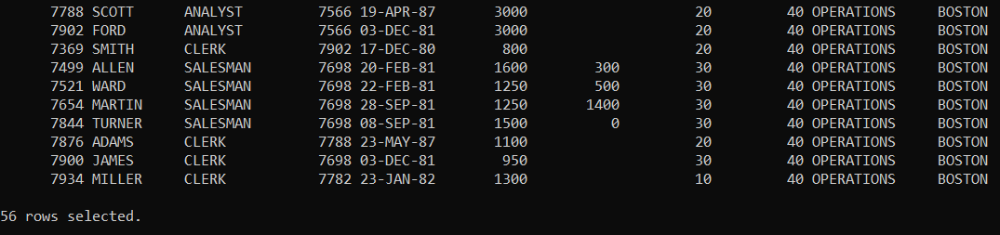 7788 SCOTT ANALYST 7566 19-APR-87 3000 20 40 OPERATIONS BOSTON
7902 FORD ANALYST 7566 03-DEC-81 3000 20 40 OPERATIONS BOSTON
7369 SMITH CLERK 7902 17-DEC-80 800 20 40 OPERATIONS BOSTON
7499 ALLEN SALESMAN 7698 20-FEB-81 1600 300 30 40 OPERATIONS BOSTON
7521 WARD SALESMAN 7698 22-FEB-81 1250 500 30 40 OPERATIONS BOSTON
7654 MARTIN SALESMAN 7698 28-SEP-81 1250 1400 30 40 OPERATIONS BOSTON
7844 TURNER SALESMAN 7698 08-SEP-81 1500 0 30 40 OPERATIONS BOSTON
7876 ADAMS CLERK 7788 23-MAY-87 1100 20 40 OPERATIONS BOSTON
7900 JAMES CLERK 7698 03-DEC-81 950 30 40 OPERATIONS BOSTON
7934 MILLER CLERK 7782 23-JAN-82 1300 10 40 OPERATIONS BOSTON
56 rows selected.